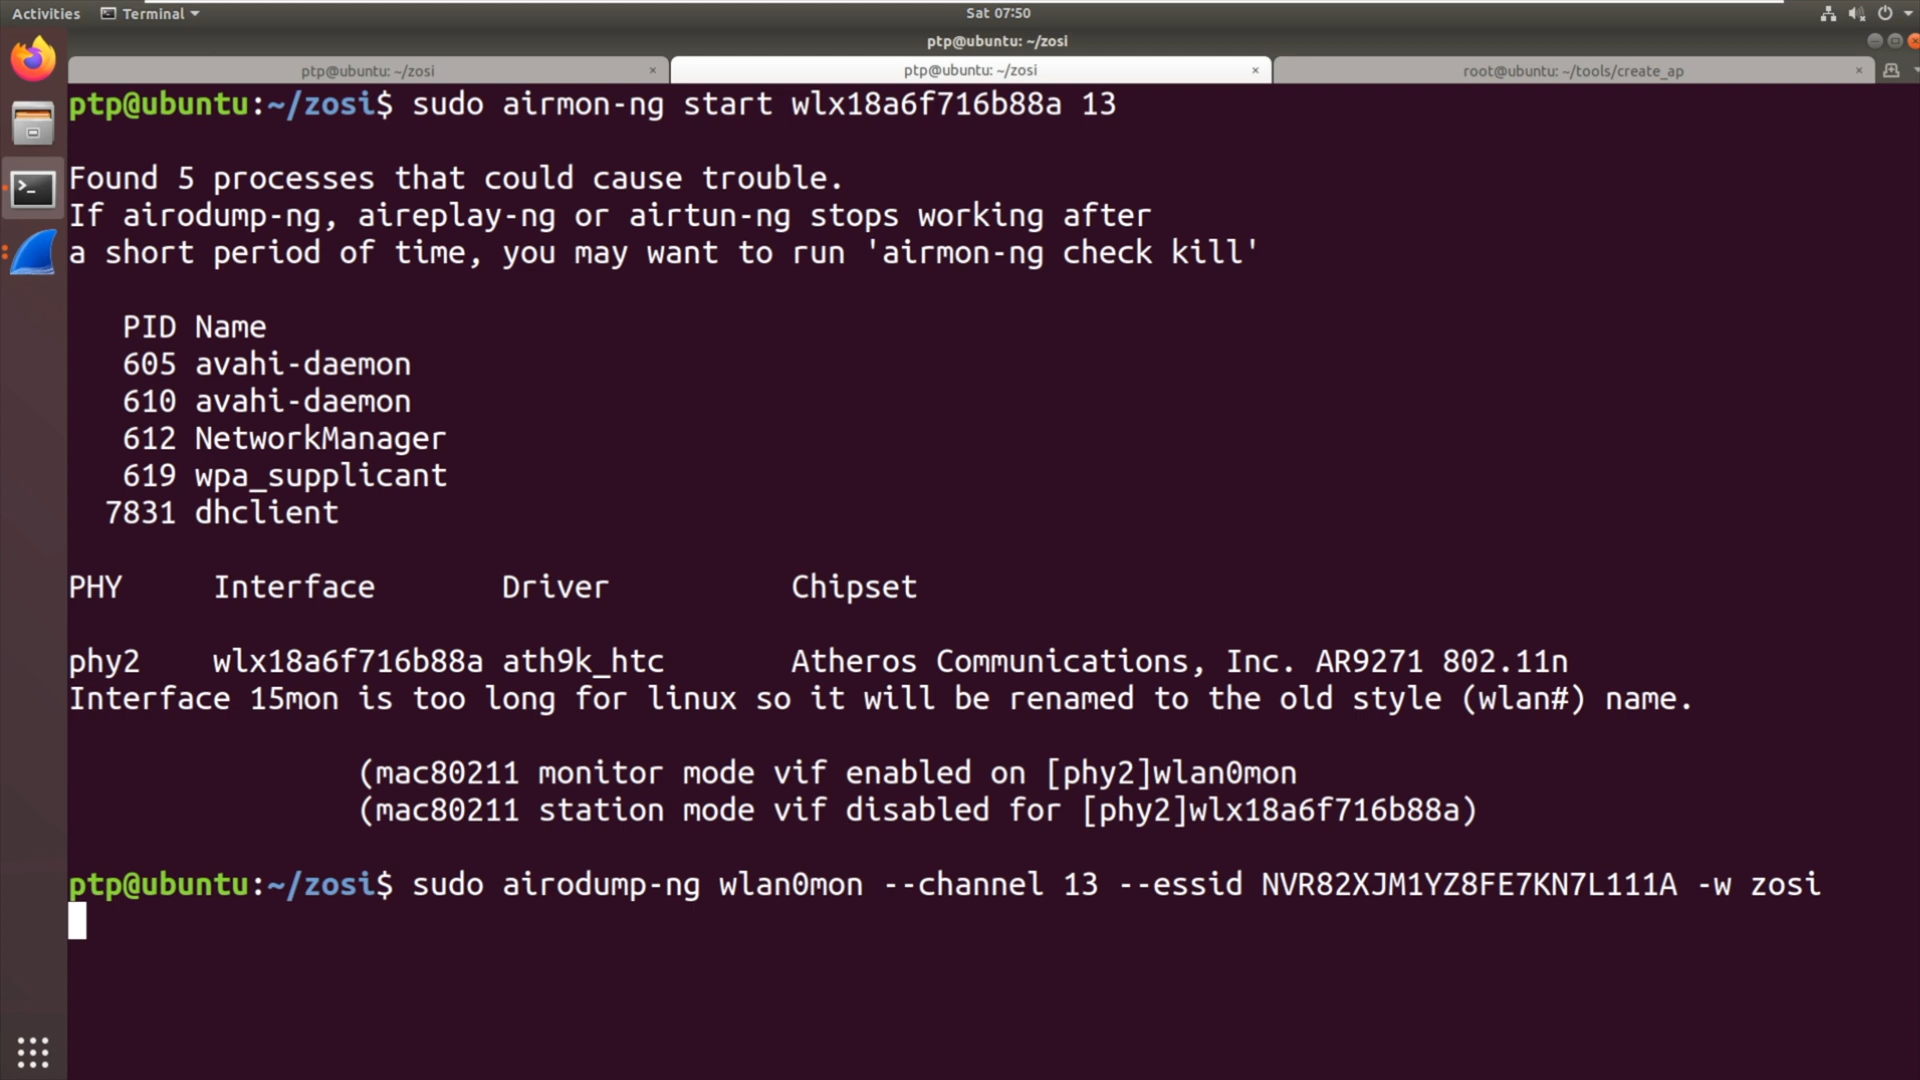 Activities Terminal Sat 07:50
ptp@ubuntu: ~/zosi
ptp@ubuntu: ~/zosi × ptp@ubuntu: ~/zosi × root@ubuntu: ~/tools/create_ap ×
ptp@ubuntu:~/zosi$ sudo airmon-ng start wlx18a6f716b88a 13
Found 5 processes that could cause trouble.
If airodump-ng, aireplay-ng or airtun-ng stops working after
a short period of time, you may want to run 'airmon-ng check kill'
PID Name
605 avahi-daemon
610 avahi-daemon
612 NetworkManager
619 wpa_supplicant
7831 dhclient
PHY Interface Driver Chipset
phy2 wlx18a6f716b88a ath9k_htc Atheros Communications, Inc. AR9271 802.11n
Interface 15mon is too long for linux so it will be renamed to the old style (wlan#) name.
(mac80211 monitor mode vif enabled on [phy2]wlan0mon
(mac80211 station mode vif disabled for [phy2]wlx18a6f716b88a)
ptp@ubuntu:~/zosi$ sudo airodump-ng wlan0mon --channel 13 --essid NVR82XJM1YZ8FE7KN7L111A -w zosi